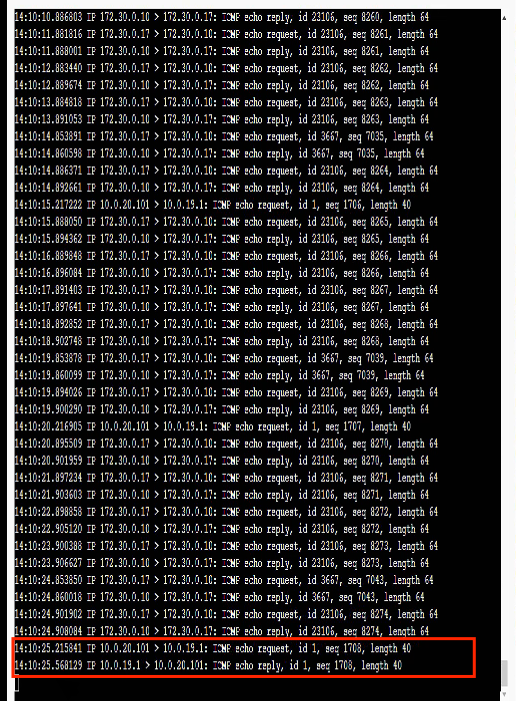 14:10:10.886803 IP 172.30.0.10 > 172.30.0.17: ICMP echo reply, id 23106, seq 8260, length 64
14:10:11.881816 IP 172.30.0.17 > 172.30.0.10: ICMP echo request, id 23106, seq 8261, length 64
14:10:11.888001 IP 172.30.0.10 > 172.30.0.17: ICMP echo reply, id 23106, seq 8261, length 64
14:10:12.883440 IP 172.30.0.17 > 172.30.0.10: ICMP echo request, id 23106, seq 8262, length 64
14:10:12.889674 IP 172.30.0.10 > 172.30.0.17: ICMP echo reply, id 23106, seq 8262, length 64
14:10:13.884818 IP 172.30.0.17 > 172.30.0.10: ICMP echo request, id 23106, seq 8263, length 64
14:10:13.891053 IP 172.30.0.10 > 172.30.0.17: ICMP echo reply, id 23106, seq 8263, length 64
14:10:14.853891 IP 172.30.0.17 > 172.30.0.10: ICMP echo request, id 3667, seq 7035, length 64
14:10:14.860598 IP 172.30.0.10 > 172.30.0.17: ICMP echo reply, id 3667, seq 7035, length 64
14:10:14.886371 IP 172.30.0.17 > 172.30.0.10: ICMP echo request, id 23106, seq 8264, length 64
14:10:14.892661 IP 172.30.0.10 > 172.30.0.17: ICMP echo reply, id 23106, seq 8264, length 64
14:10:15.217222 IP 10.0.20.101 > 10.0.19.1: ICMP echo request, id 1, seq 1706, length 40
14:10:15.888050 IP 172.30.0.17 > 172.30.0.10: ICMP echo request, id 23106, seq 8265, length 64
14:10:15.894362 IP 172.30.0.10 > 172.30.0.17: ICMP echo reply, id 23106, seq 8265, length 64
14:10:16.889848 IP 172.30.0.17 > 172.30.0.10: ICMP echo request, id 23106, seq 8266, length 64
14:10:16.896084 IP 172.30.0.10 > 172.30.0.17: ICMP echo reply, id 23106, seq 8266, length 64
14:10:17.891403 IP 172.30.0.17 > 172.30.0.10: ICMP echo request, id 23106, seq 8267, length 64
14:10:17.897641 IP 172.30.0.10 > 172.30.0.17: ICMP echo reply, id 23106, seq 8267, length 64
14:10:18.892852 IP 172.30.0.17 > 172.30.0.10: ICMP echo request, id 23106, seq 8268, length 64
14:10:18.902748 IP 172.30.0.10 > 172.30.0.17: ICMP echo reply, id 23106, seq 8268, length 64
14:10:19.853878 IP 172.30.0.17 > 172.30.0.10: ICMP echo request, id 3667, seq 7039, length 64
14:10:19.860099 IP 172.30.0.10 > 172.30.0.17: ICMP echo reply, id 3667, seq 7039, length 64
14:10:19.894026 IP 172.30.0.17 > 172.30.0.10: ICMP echo request, id 23106, seq 8269, length 64
14:10:19.900290 IP 172.30.0.10 > 172.30.0.17: ICMP echo reply, id 23106, seq 8269, length 64
14:10:20.216905 IP 10.0.20.101 > 10.0.19.1: ICMP echo request, id 1, seq 1707, length 40
14:10:20.895509 IP 172.30.0.17 > 172.30.0.10: ICMP echo request, id 23106, seq 8270, length 64
14:10:20.901959 IP 172.30.0.10 > 172.30.0.17: ICMP echo reply, id 23106, seq 8270, length 64
14:10:21.897234 IP 172.30.0.17 > 172.30.0.10: ICMP echo request, id 23106, seq 8271, length 64
14:10:21.903603 IP 172.30.0.10 > 172.30.0.17: ICMP echo reply, id 23106, seq 8271, length 64
14:10:22.898858 IP 172.30.0.17 > 172.30.0.10: ICMP echo request, id 23106, seq 8272, length 64
14:10:22.905120 IP 172.30.0.10 > 172.30.0.17: ICMP echo reply, id 23106, seq 8272, length 64
14:10:23.900388 IP 172.30.0.17 > 172.30.0.10: ICMP echo request, id 23106, seq 8273, length 64
14:10:23.906627 IP 172.30.0.10 > 172.30.0.17: ICMP echo reply, id 23106, seq 8273, length 64
14:10:24.853850 IP 172.30.0.17 > 172.30.0.10: ICMP echo request, id 3667, seq 7043, length 64
14:10:24.860018 IP 172.30.0.10 > 172.30.0.17: ICMP echo reply, id 3667, seq 7043, length 64
14:10:24.901902 IP 172.30.0.17 > 172.30.0.10: ICMP echo request, id 23106, seq 8274, length 64
14:10:24.908084 IP 172.30.0.10 > 172.30.0.17: ICMP echo reply, id 23106, seq 8274, length 64
14:10:25.215841 IP 10.0.20.101 > 10.0.19.1: ICMP echo request, id 1, seq 1708, length 40
14:10:25.568129 IP 10.0.19.1 > 10.0.20.101: ICMP echo reply, id 1, seq 1708, length 40